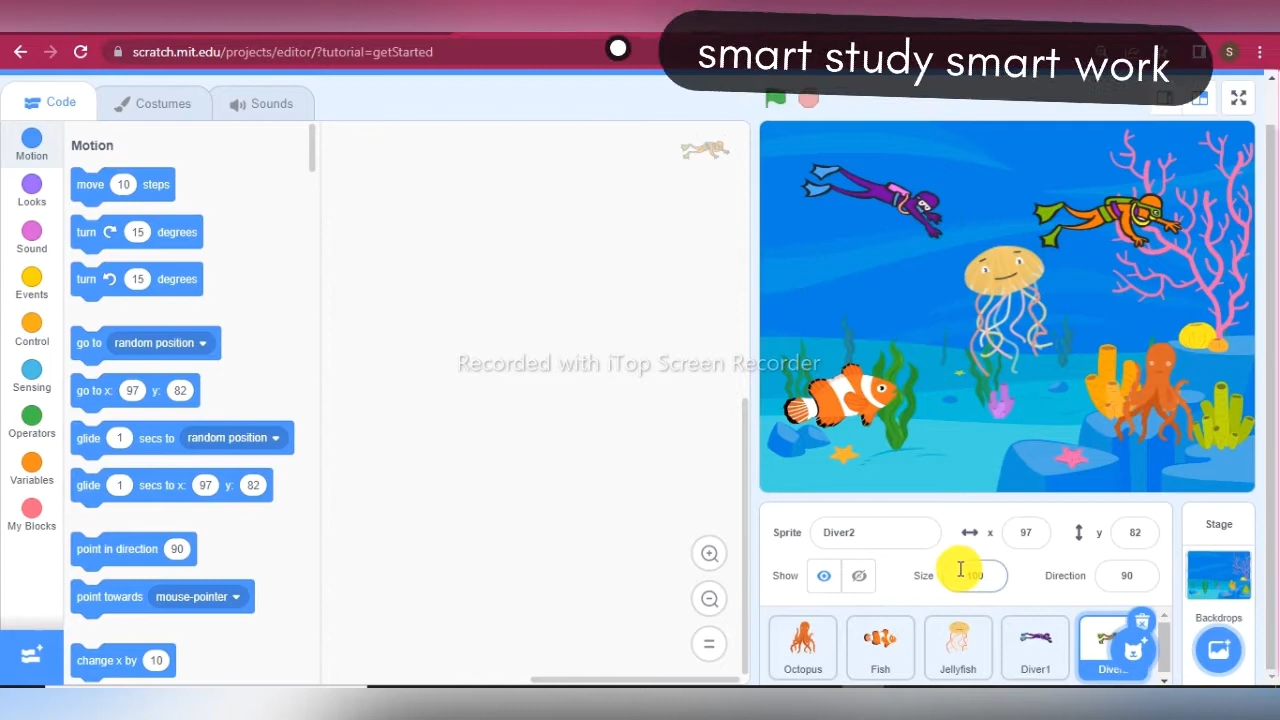 smart study smart work
scratch.mit.edu/projects/editor/?tutorial=getStarted
S
Code
Costumes
Sounds
Motion
Looks
Sound
Events
Control
Sensing
Operators
Variables
My Blocks
Motion
move 10 steps
turn 15 degrees
turn 15 degrees
go to random position
go to x: 97 y: 82
glide 1 secs to random position
glide 1 secs to x: 97 y: 82
point in direction 90
point towards mouse-pointer
change x by 10
Recorded with iTop Screen Recorder
Sprite Diver2 x 97 y 82
Show Size 100 Direction 90
Octopus
Fish
Jellyfish
Diver1
Stage
Backdrops